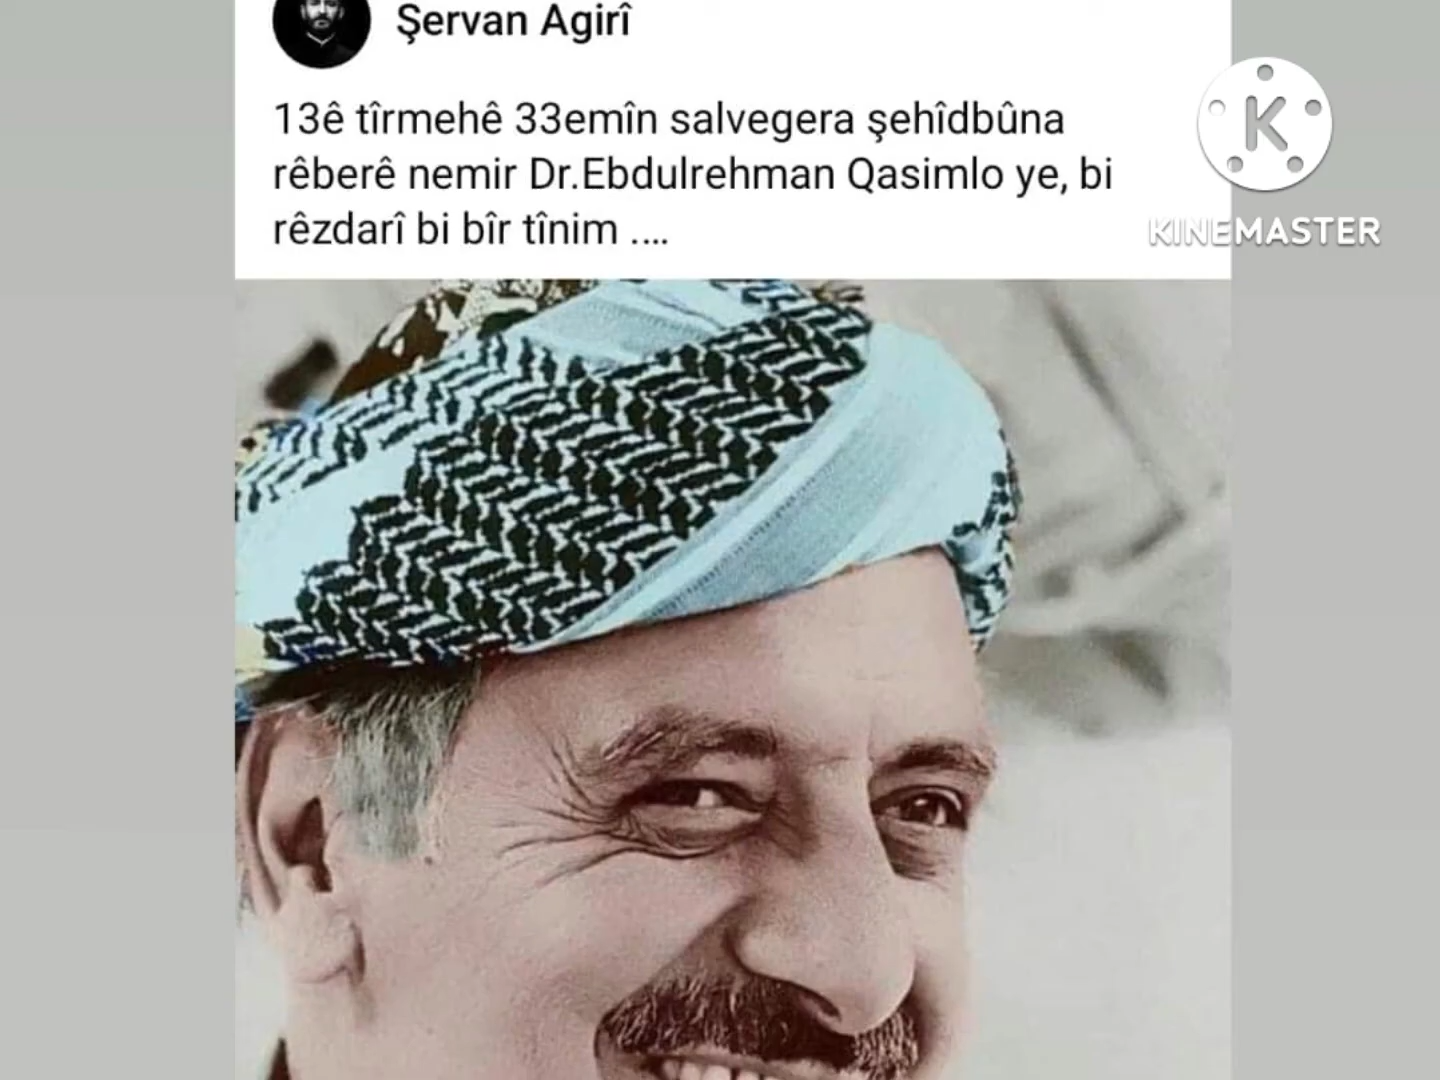 Şervan Agirî
13ê tîrmehê 33emîn salvegera şehîdbûna
rêberê nemir Dr.Ebdulrehman Qasimlo ye, bi
rêzdarî bi bîr tînim ....
K
KINEMASTER